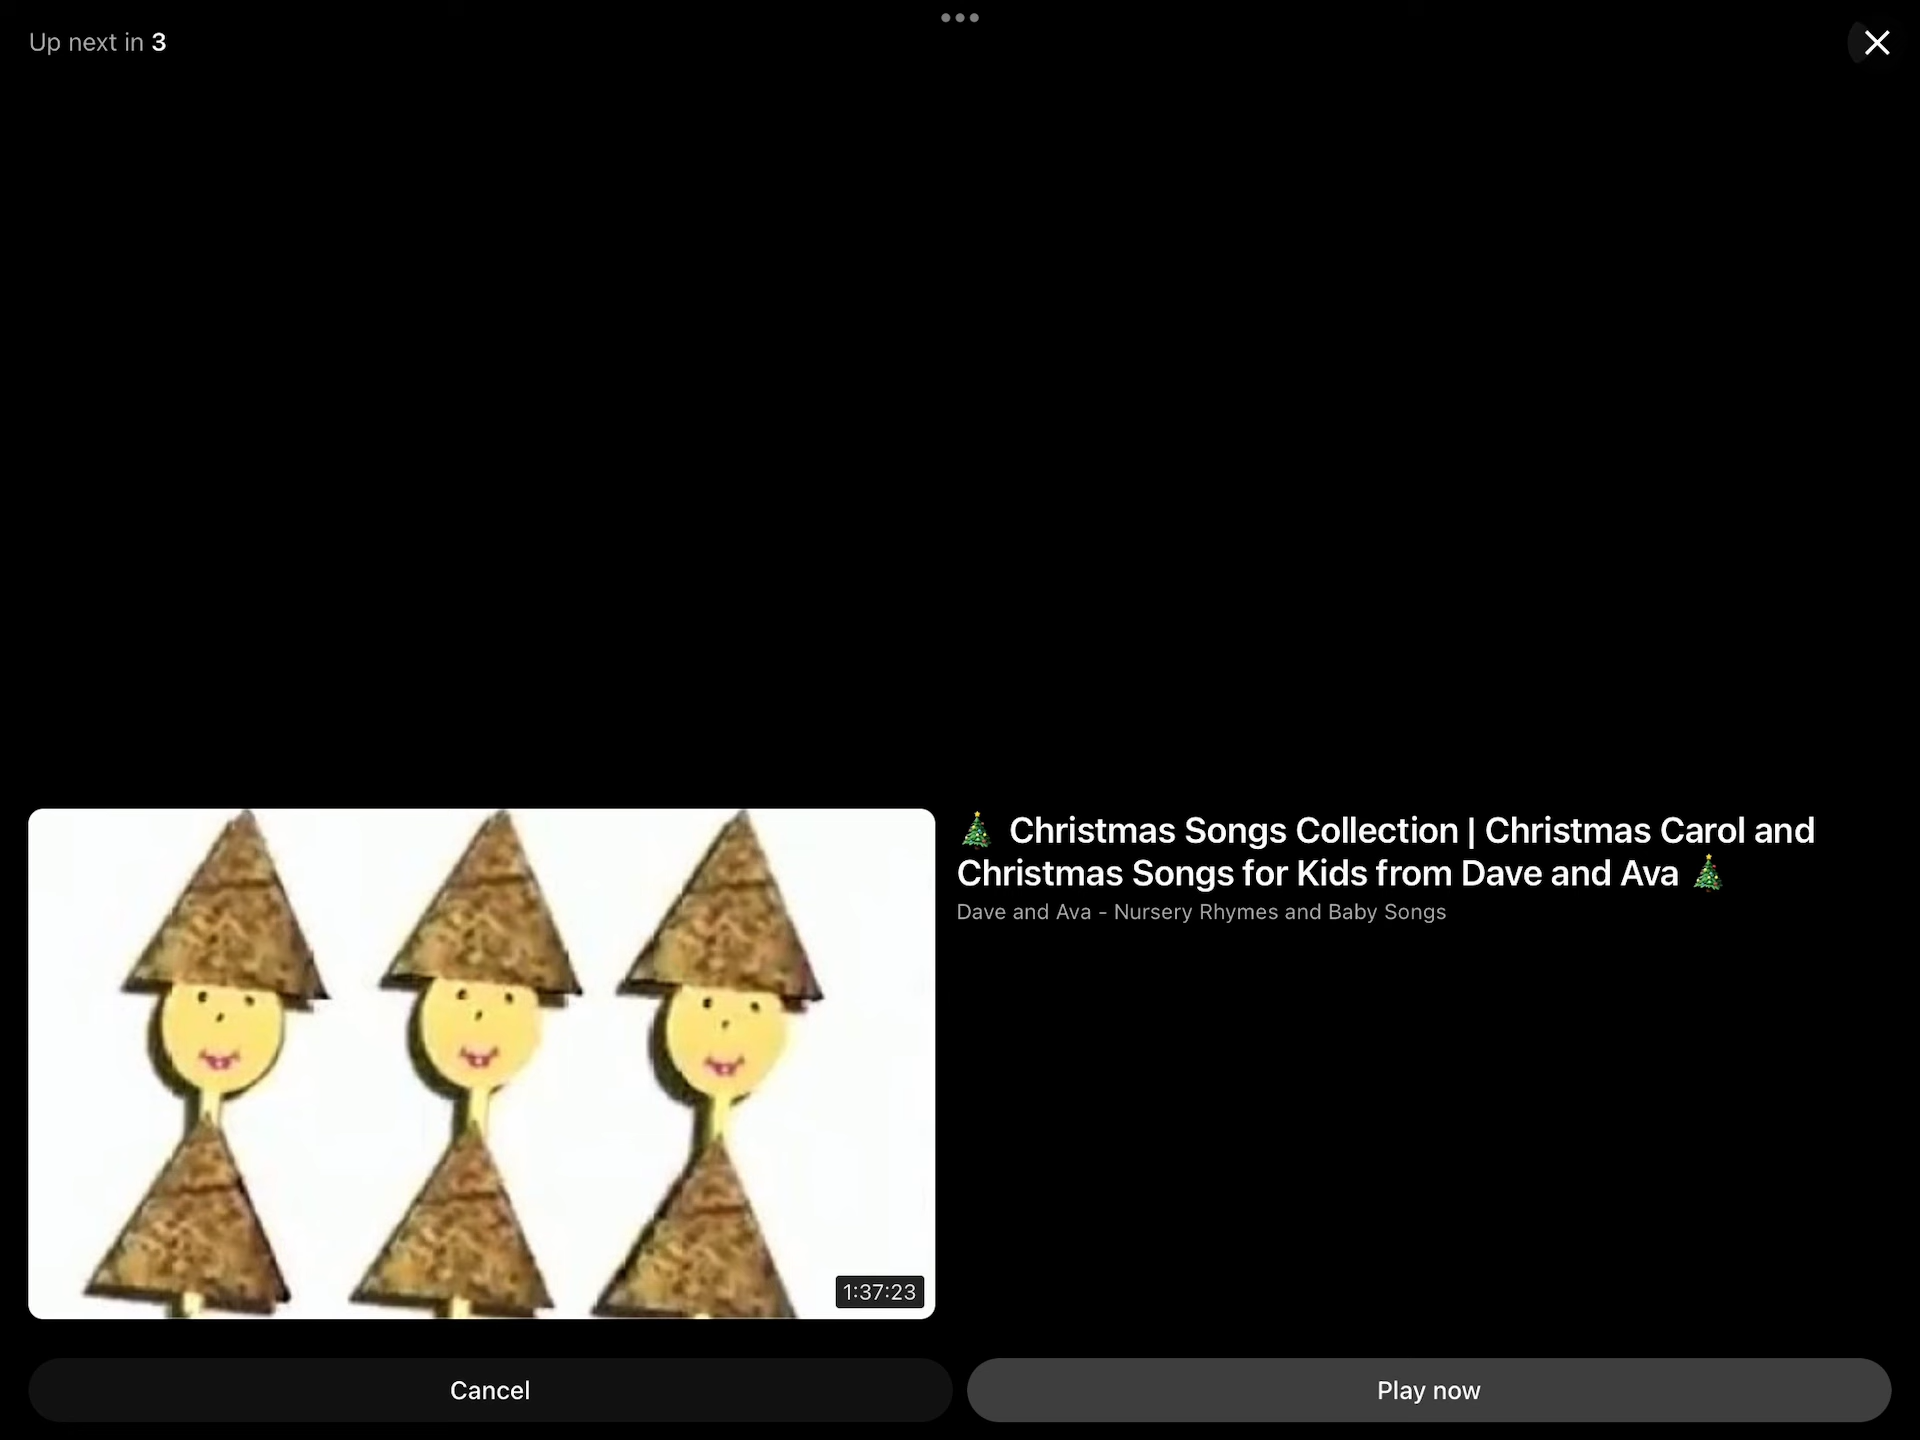 Up next in 3
🎄 Christmas Songs Collection | Christmas Carol and
Christmas Songs for Kids from Dave and Ava 🎄
Dave and Ava - Nursery Rhymes and Baby Songs
1:37:23
Cancel
Play now